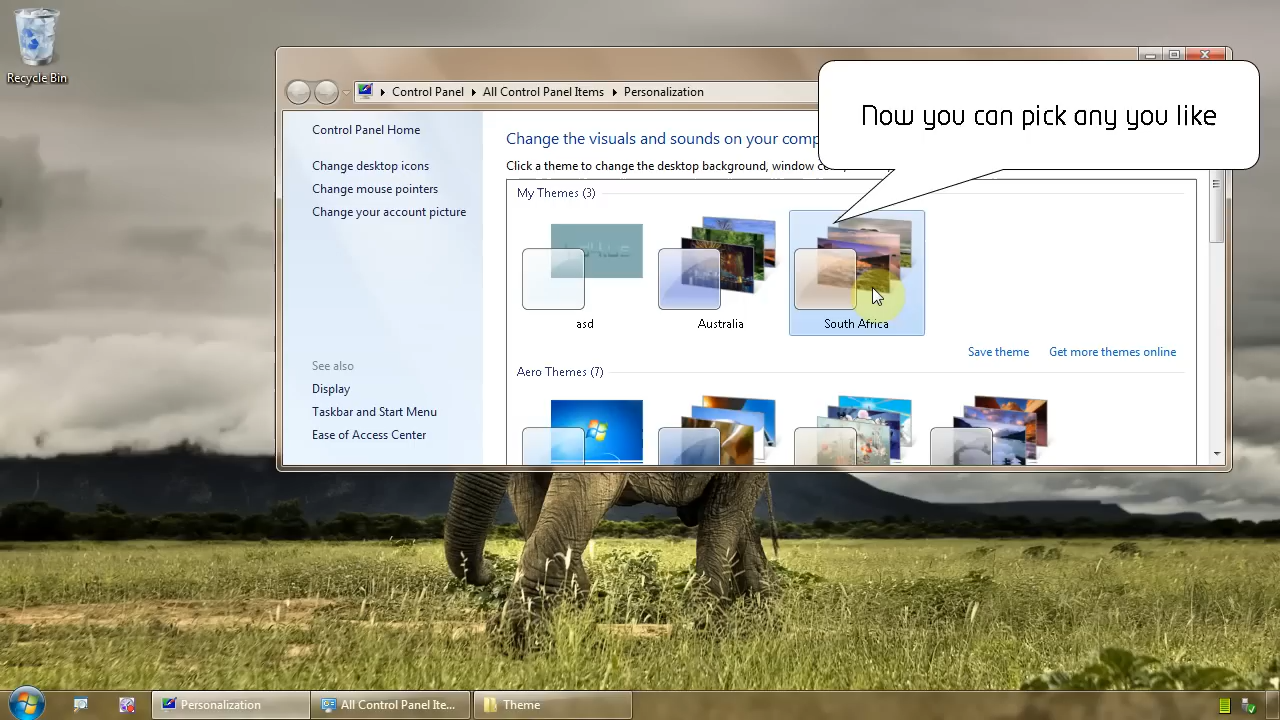 Recycle Bin
Control Panel
All Control Panel Items
Personalization
Now you can pick any you like
Control Panel Home
Change desktop icons
Change mouse pointers
Change your account picture
See also
Display
Taskbar and Start Menu
Ease of Access Center
Change the visuals and sounds on your
Click a theme to change the desktop background, window
My Themes (3)
asd
Australia
South Africa
Save theme
Get more themes online
Aero Themes (7)
Personalization
All Control Panel Ite...
Theme